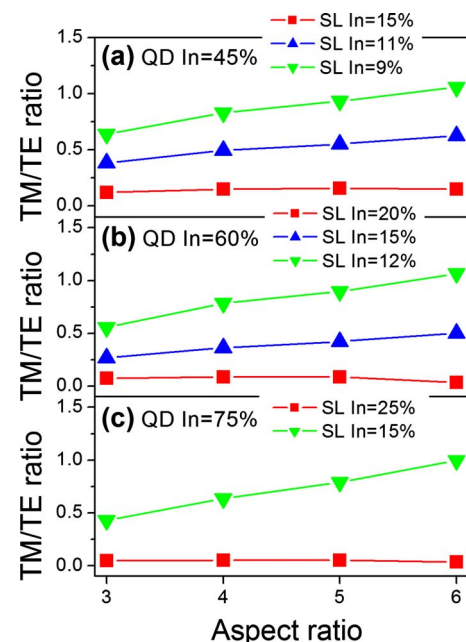 SL In=15%
SL In=11%
SL In=9%
1.5
(a) QD In=45%
1.0
0.5
0.0
TM/TE ratio
SL In=20%
SL In=15%
SL In=12%
1.5
(b) QD In=60%
1.0
0.5
0.0
TM/TE ratio
SL In=25%
SL In=15%
1.5
(c) QD In=75%
1.0
0.5
0.0
TM/TE ratio
3 4 5 6
Aspect ratio